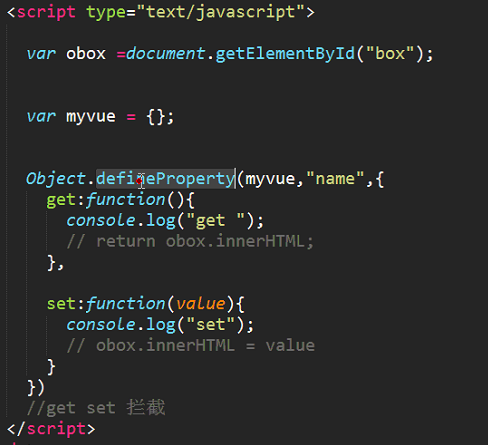 <script type="text/javascript">
var obox =document.getElementById("box");
var myvue = {};
Object.defineProperty(myvue,"name",{
get:function(){
console.log("get ");
// return obox.innerHTML;
},
set:function(value){
console.log("set");
// obox.innerHTML = value
}
})
//get set 拦截
</script>